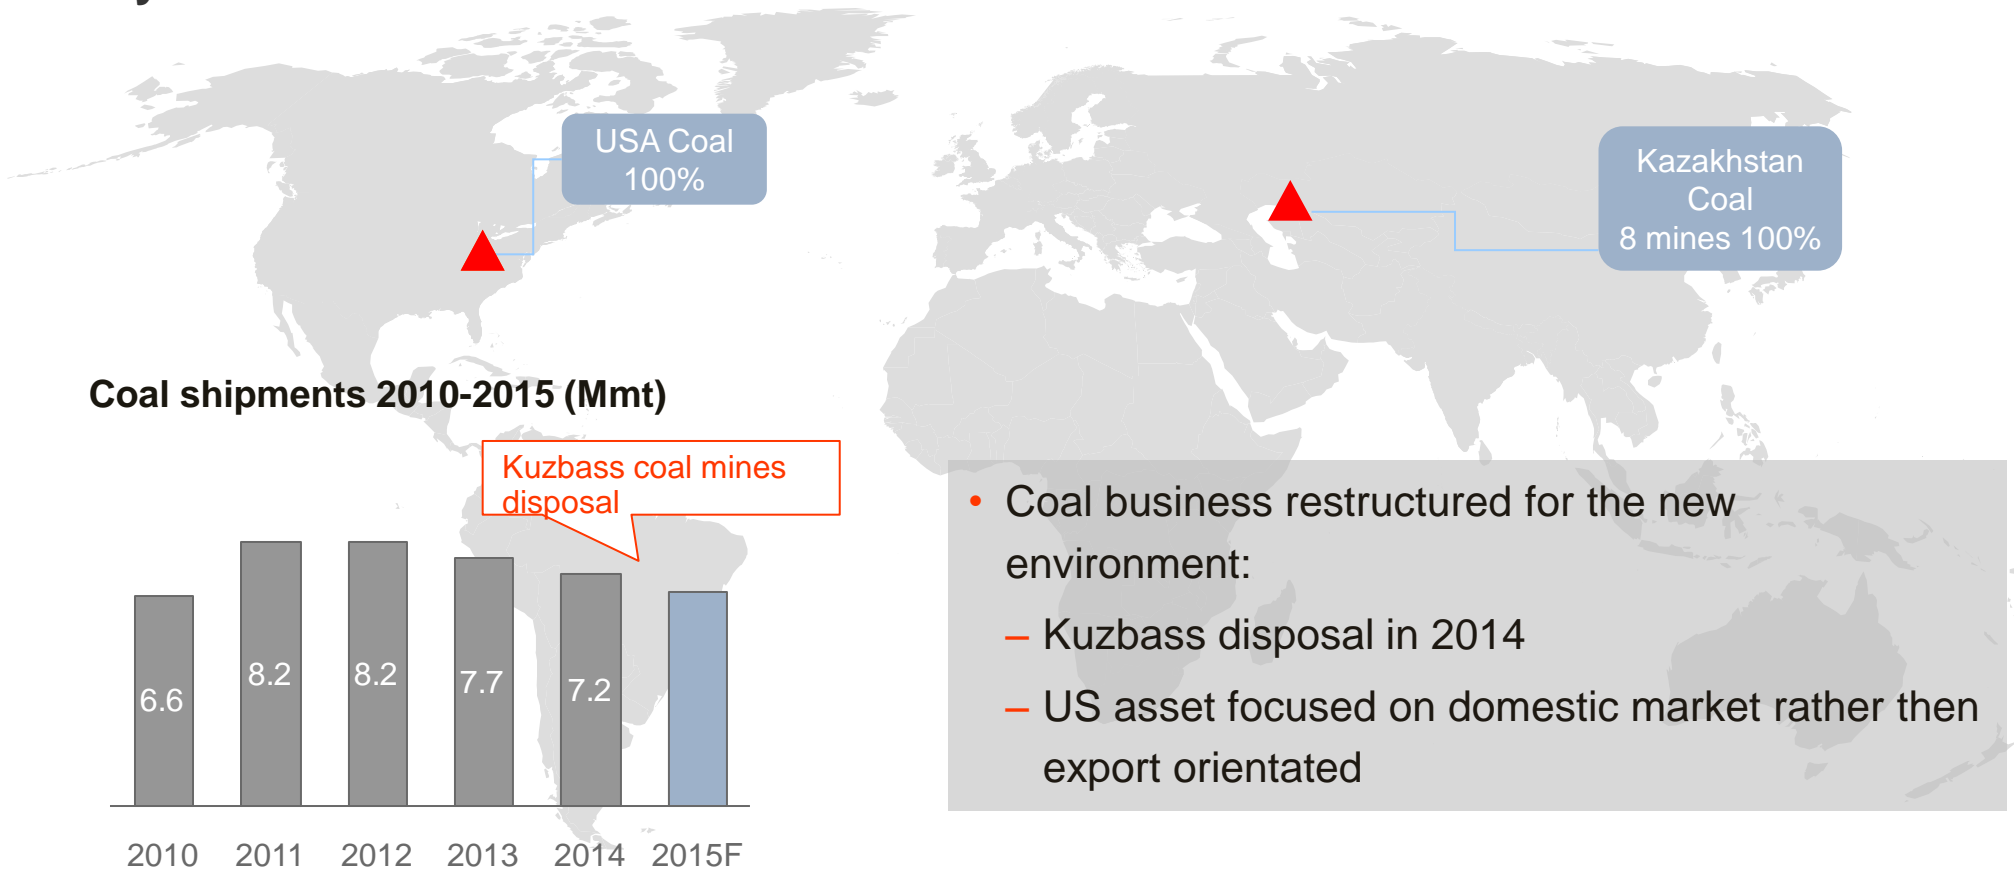 USA Coal
100%
Kazakhstan
Coal
8 mines 100%
Coal shipments 2010-2015 (Mmt)
Kuzbass coal mines
disposal
6.6
8.2
8.2
7.7
7.2
2010
2011
2012
2013
2014
2015F
• Coal business restructured for the new
environment:
– Kuzbass disposal in 2014
– US asset focused on domestic market rather then
export orientated